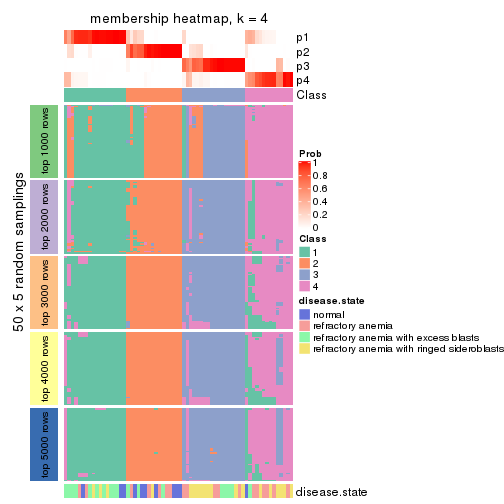 membership heatmap, k = 4
p1
p2
p3
p4
Class
50 x 5 random samplings
top 1000 rows
top 2000 rows
top 3000 rows
top 4000 rows
top 5000 rows
Prob
1
0.8
0.6
0.4
0.2
0
Class
1
2
3
4
disease.state
normal
refractory anemia
refractory anemia with excess blasts
refractory anemia with ringed sideroblasts
disease.state